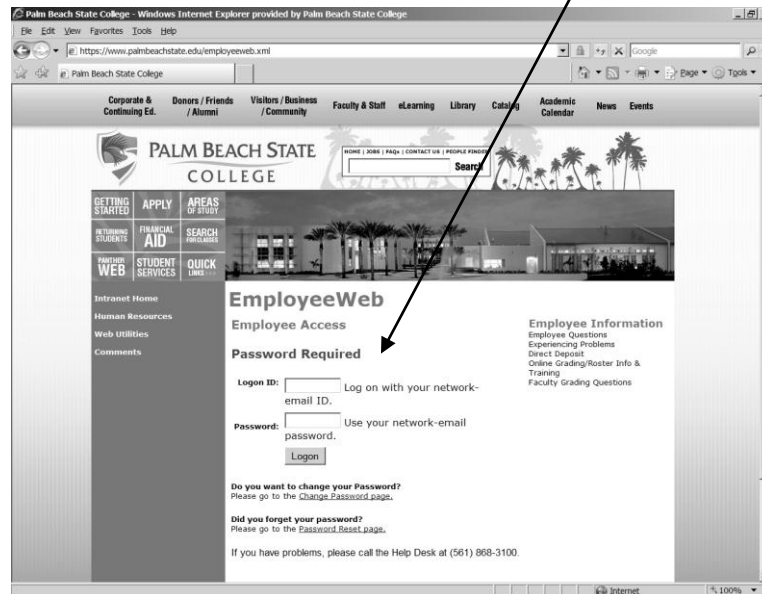 Palm Beach State College - Windows Internet Explorer provided by Palm Beach State College
File Edit View Favorites Tools Help
https://www.palmbeachstate.edu/employeeweb.xml
Google
Palm Beach State College
Page Tools
Corporate & Continuing Ed.
Donors / Friends / Alumni
Visitors / Business / Community
Faculty & Staff
eLearning
Library
Catalog
Academic Calendar
News
Events
PALM BEACH STATE
COLLEGE
HOME | JOBS | FAQs | CONTACT US | PEOPLE FINDER
Search
GETTING STARTED
APPLY
AREAS OF STUDY
RETURNING STUDENTS
FINANCIAL AID
SEARCH FOR CLASSES
PANTHER WEB
STUDENT SERVICES
QUICK LINKS >>>
Intranet Home
Human Resources
Web Utilities
Comments
EmployeeWeb
Employee Access
Password Required
Logon ID: Log on with your network-
email ID.
Password: Use your network-email
password.
Logon
Do you want to change your Password?
Please go to the Change Password page.
Did you forget your password?
Please go to the Password Reset page.
If you have problems, please call the Help Desk at (561) 868-3100.
Employee Information
Employee Questions
Experiencing Problems
Direct Deposit
Online Grading/Roster Info &
Training
Faculty Grading Questions
Internet
100%